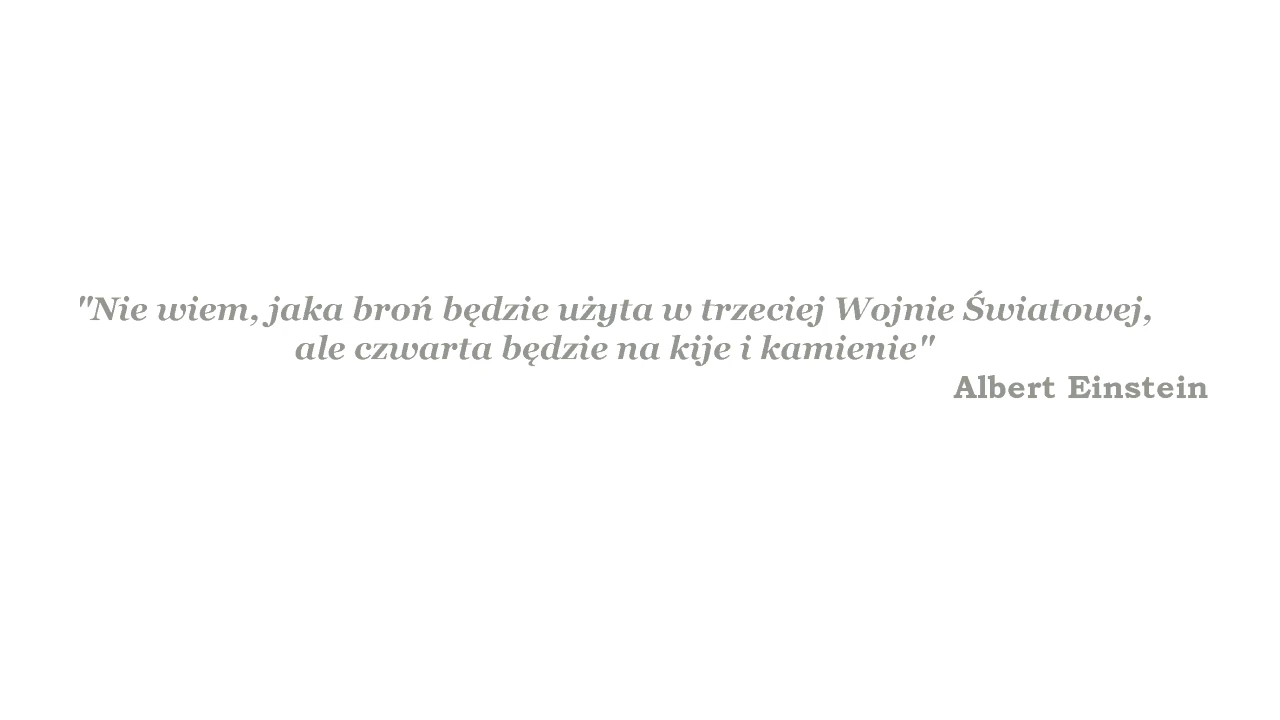 "Nie wiem, jaka broń będzie użyta w trzeciej Wojnie Światowej,
ale czwarta będzie na kije i kamienie"
Albert Einstein